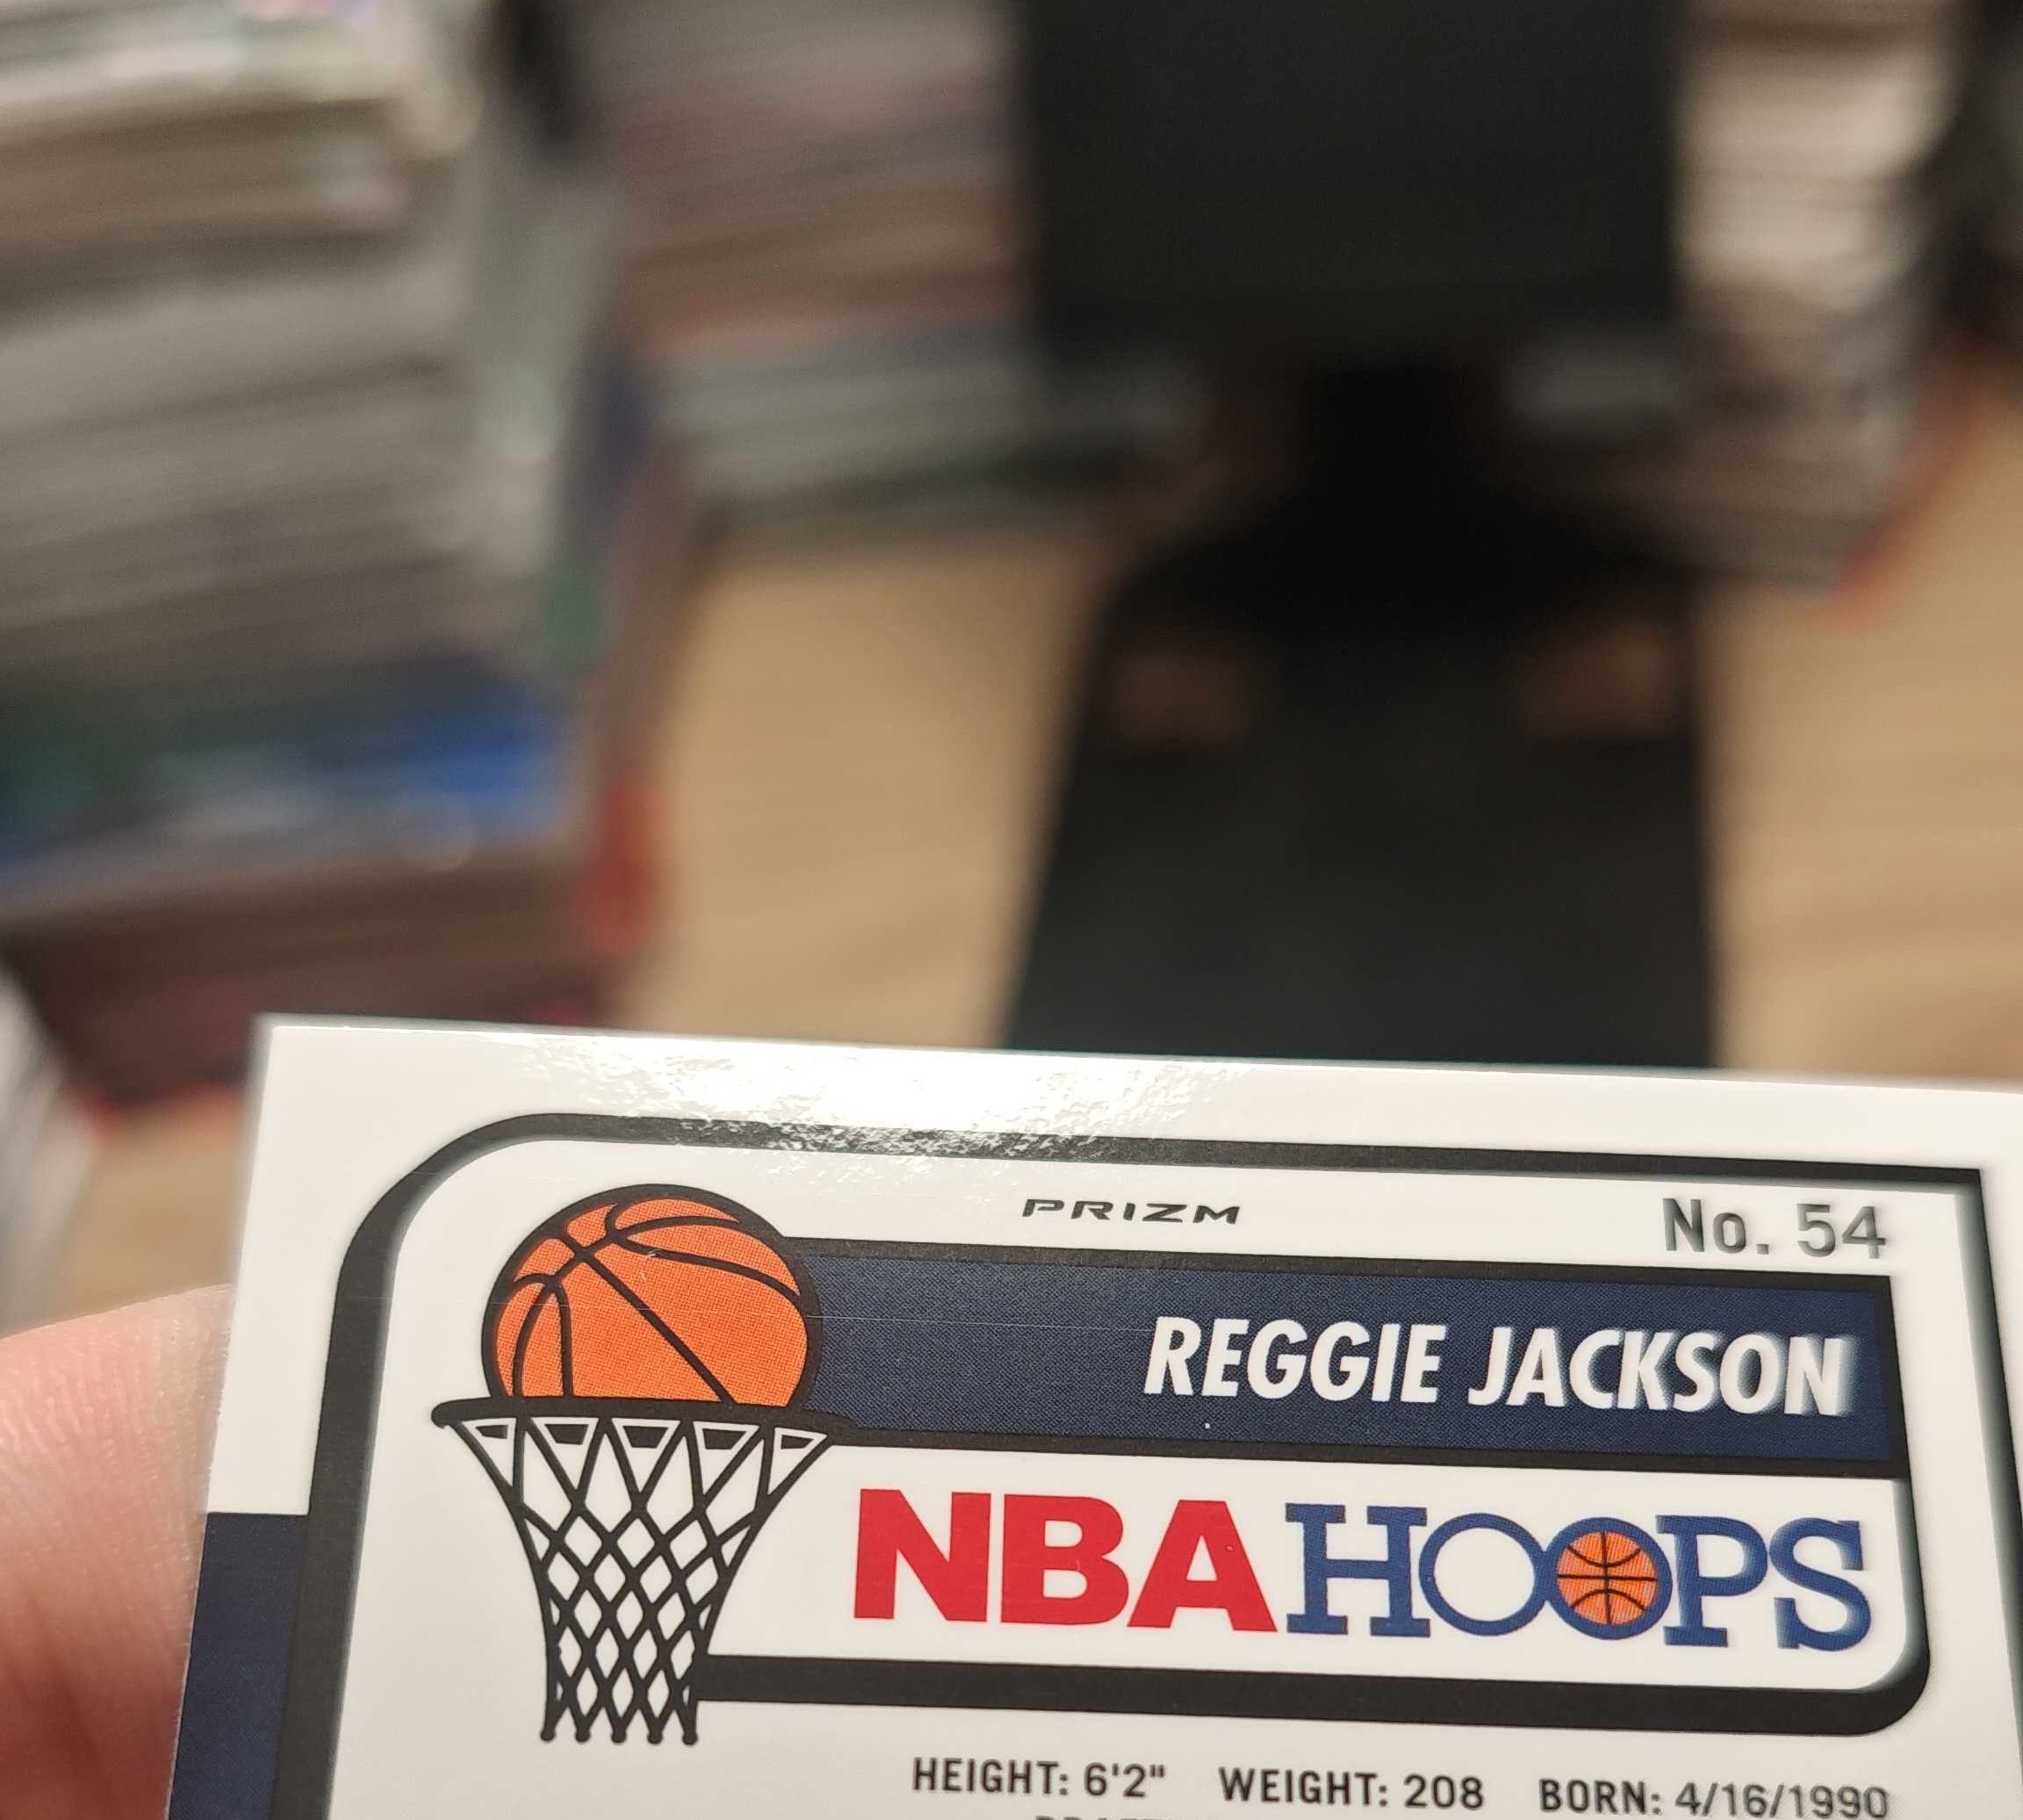 PRIZM
No. 54
REGGIE JACKSON
NBA HOOPS
HEIGHT: 6'2" WEIGHT: 208 BORN: 4/16/1990